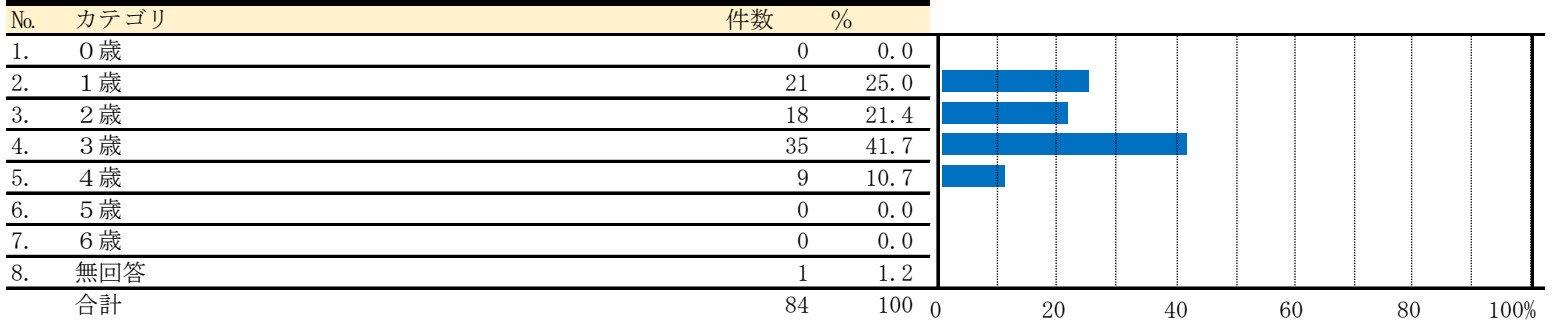 № カテゴリ 件数 %
1. ０歳 0 0.0
2. １歳 21 25.0
3. ２歳 18 21.4
4. ３歳 35 41.7
5. ４歳 9 10.7
6. ５歳 0 0.0
7. ６歳 0 0.0
8. 無回答 1 1.2
合計 84 100
0 20 40 60 80 100%